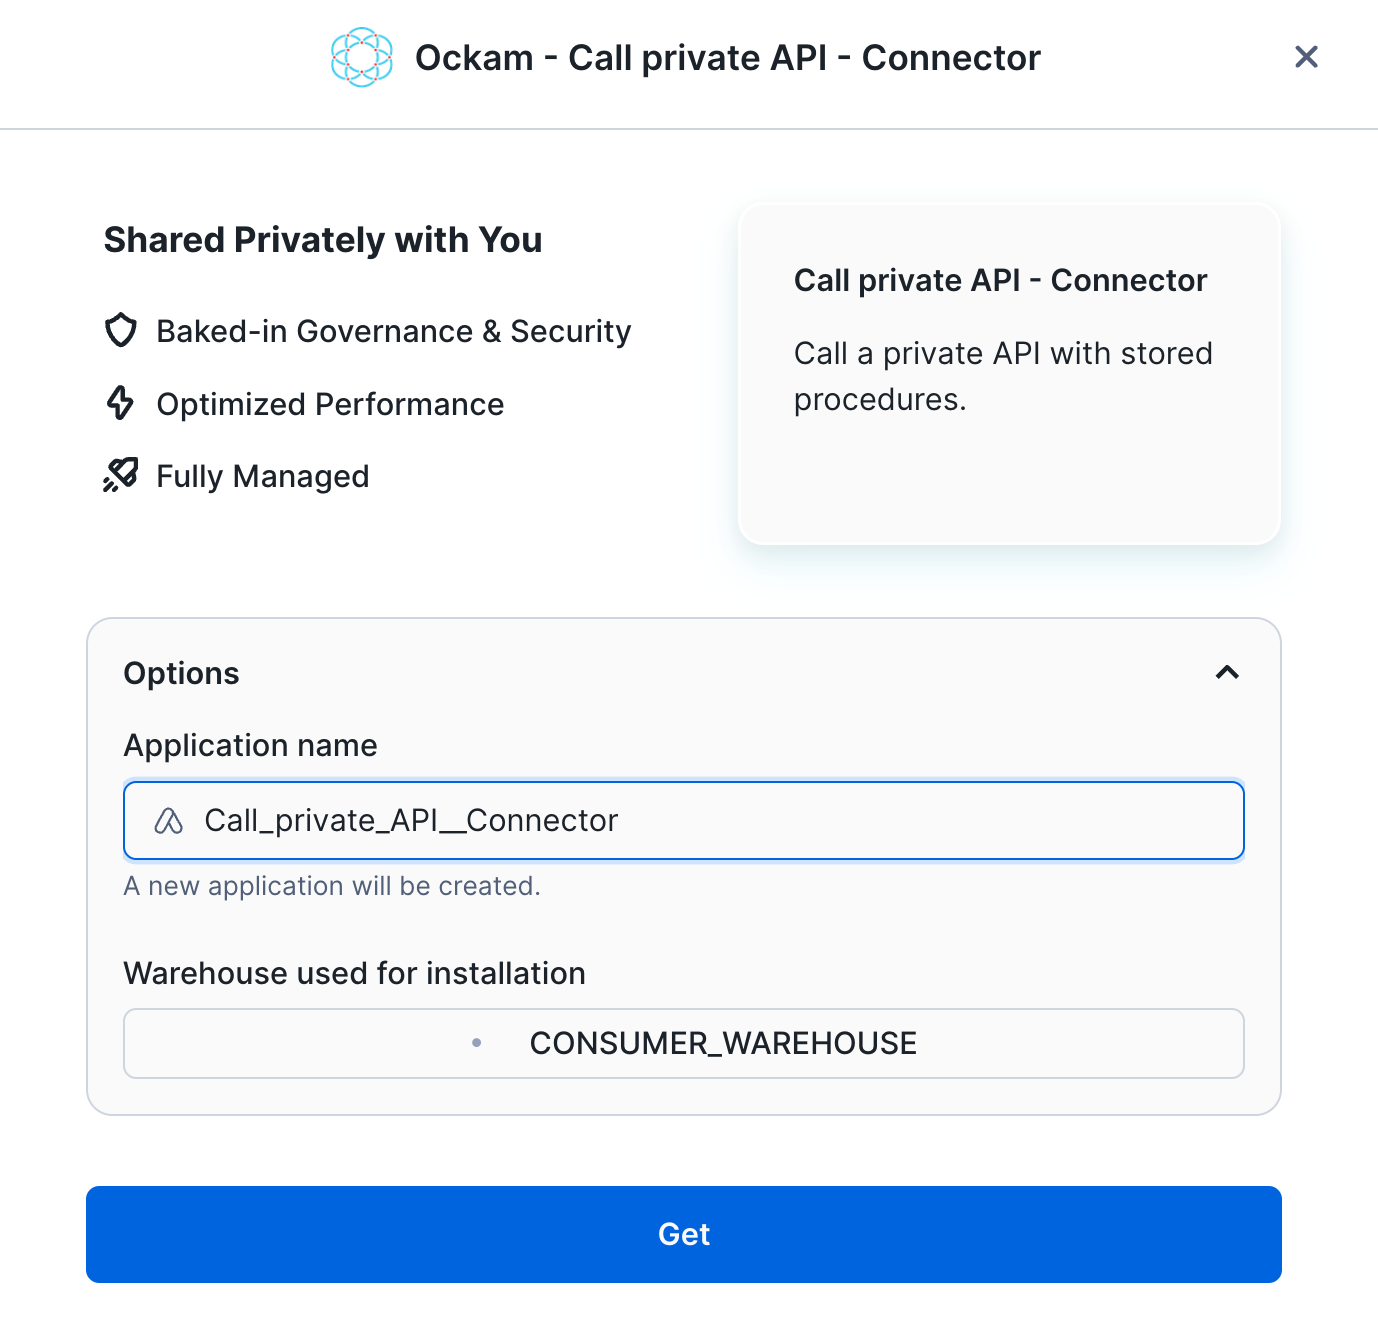 Ockam - Call private API - Connector
Shared Privately with You
Baked-in Governance & Security
Optimized Performance
Fully Managed
Call private API - Connector
Call a private API with stored
procedures.
Options
Application name
Call_private_API__Connector
A new application will be created.
Warehouse used for installation
CONSUMER_WAREHOUSE
Get